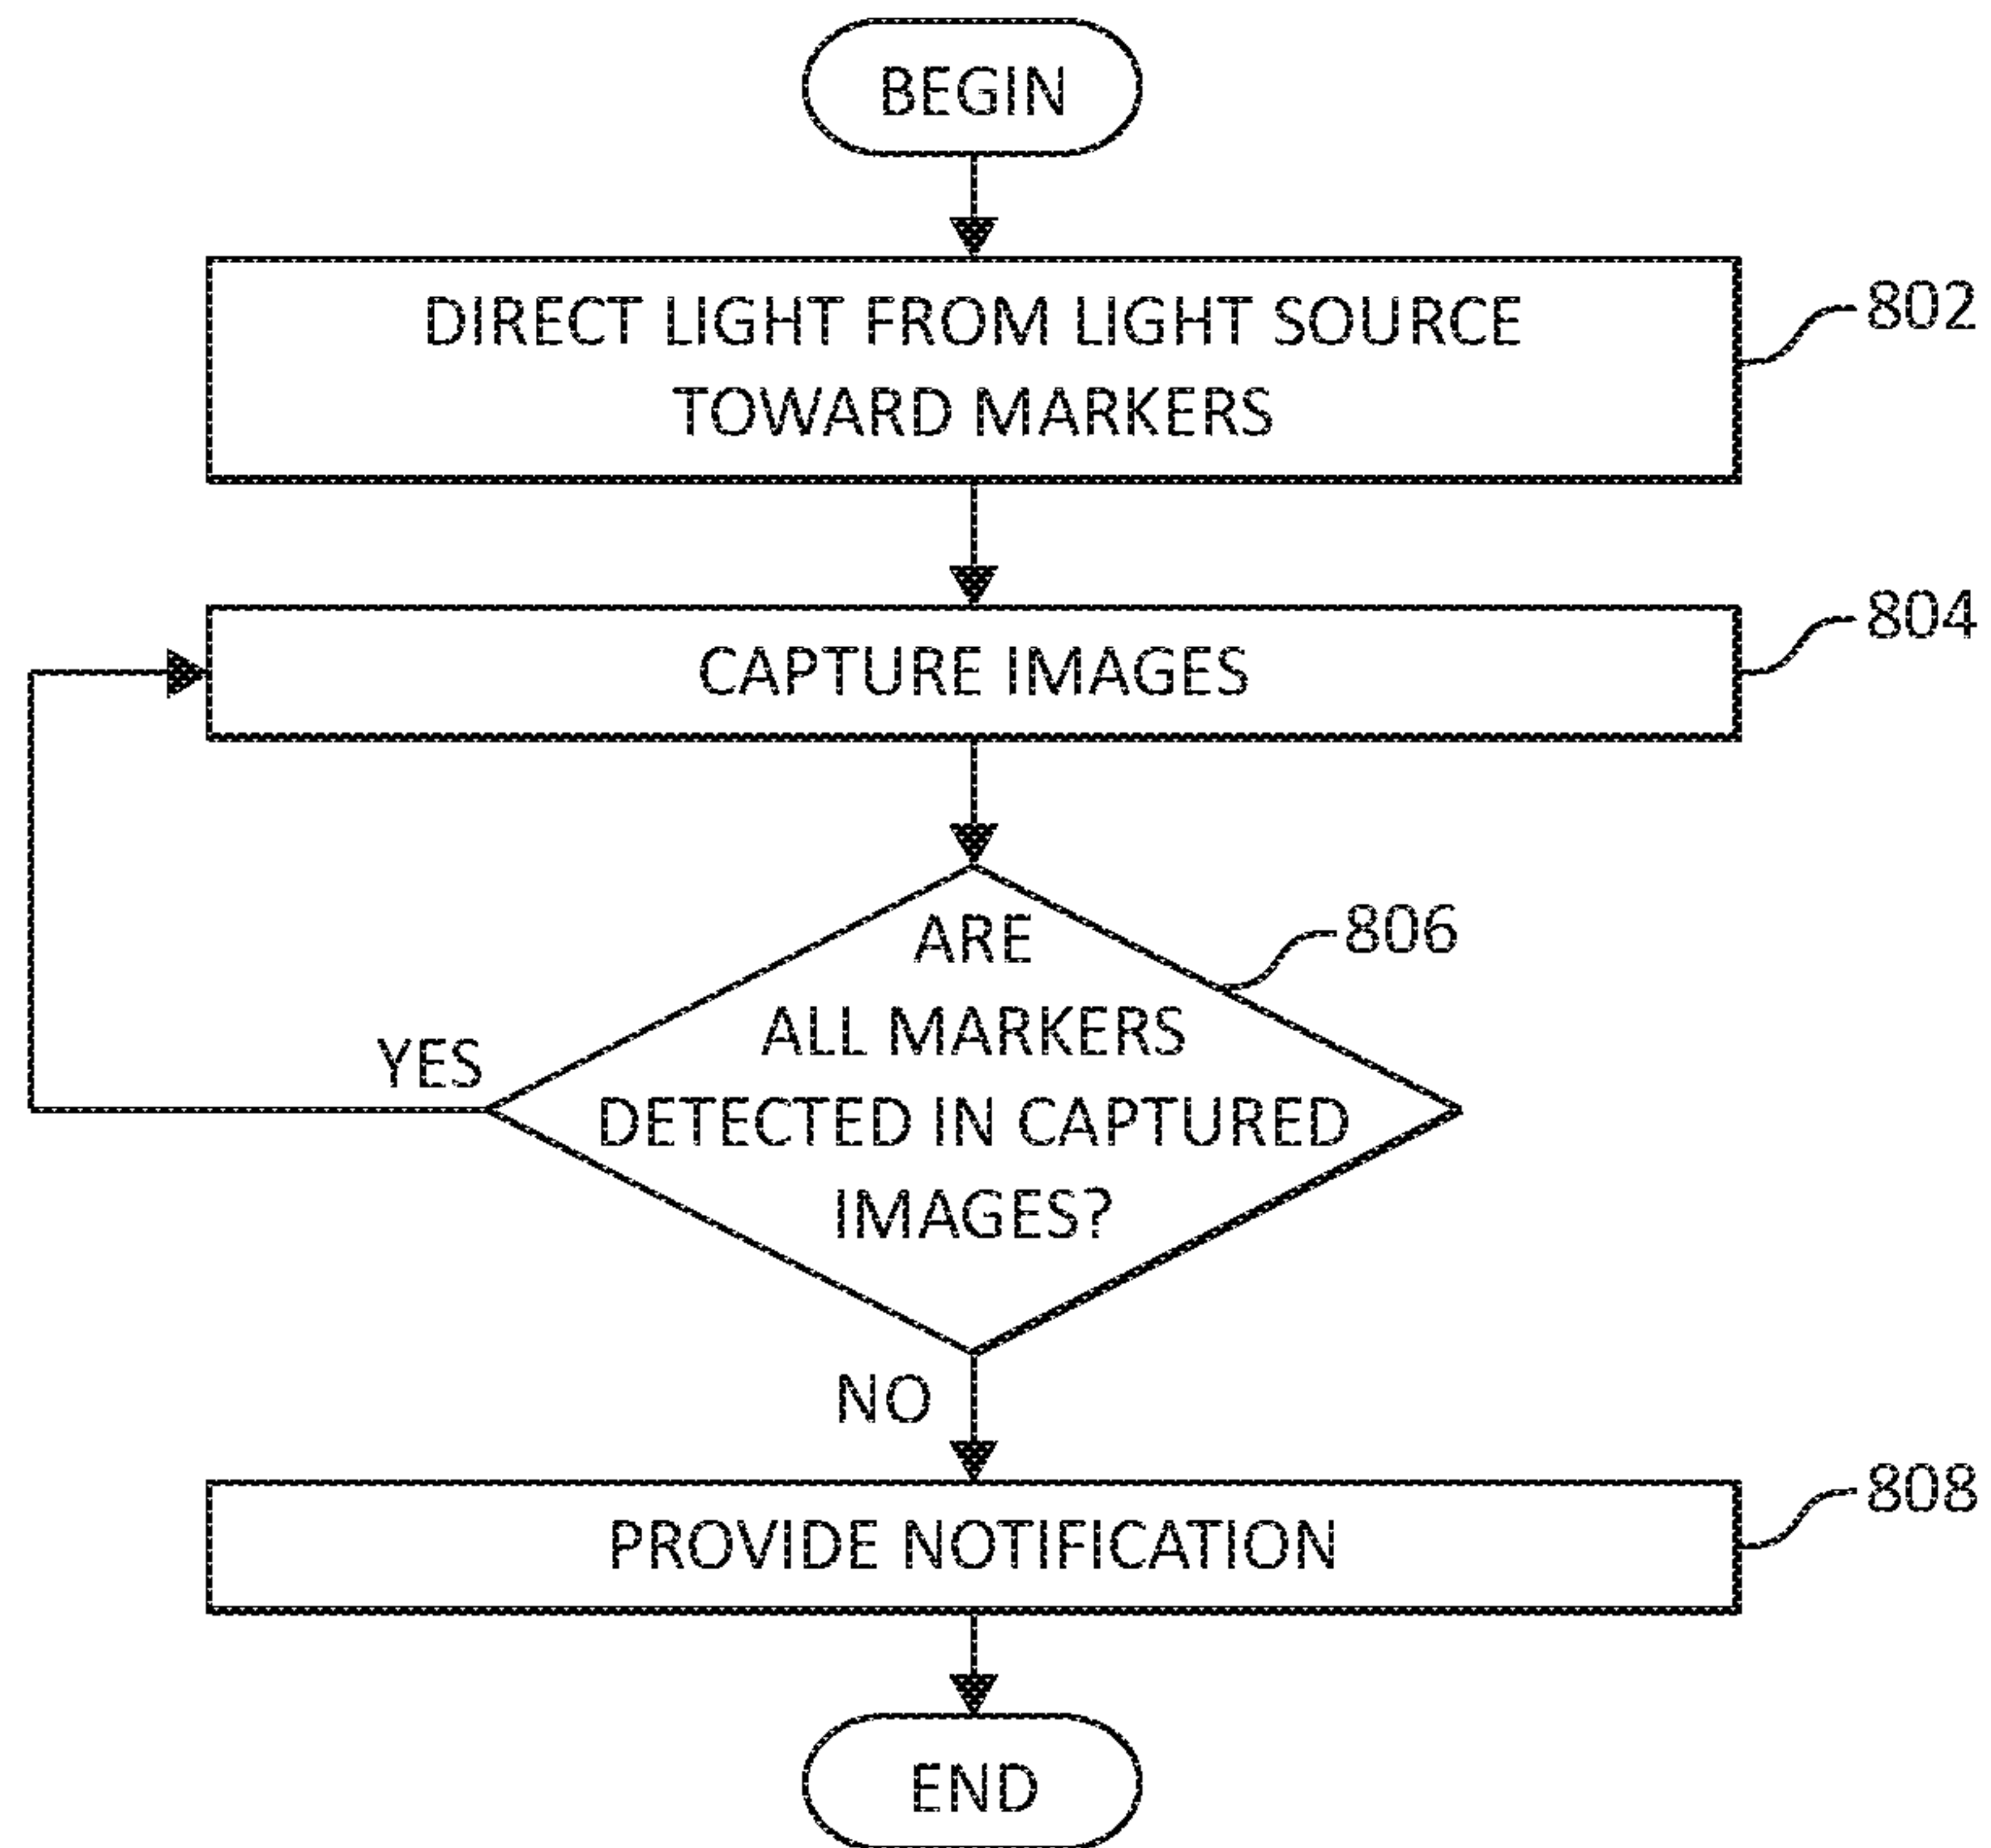 BEGIN
DIRECT LIGHT FROM LIGHT SOURCE
TOWARD MARKERS
802
CAPTURE IMAGES
804
ARE
ALL MARKERS
DETECTED IN CAPTURED
IMAGES?
806
YES
NO
PROVIDE NOTIFICATION
808
END